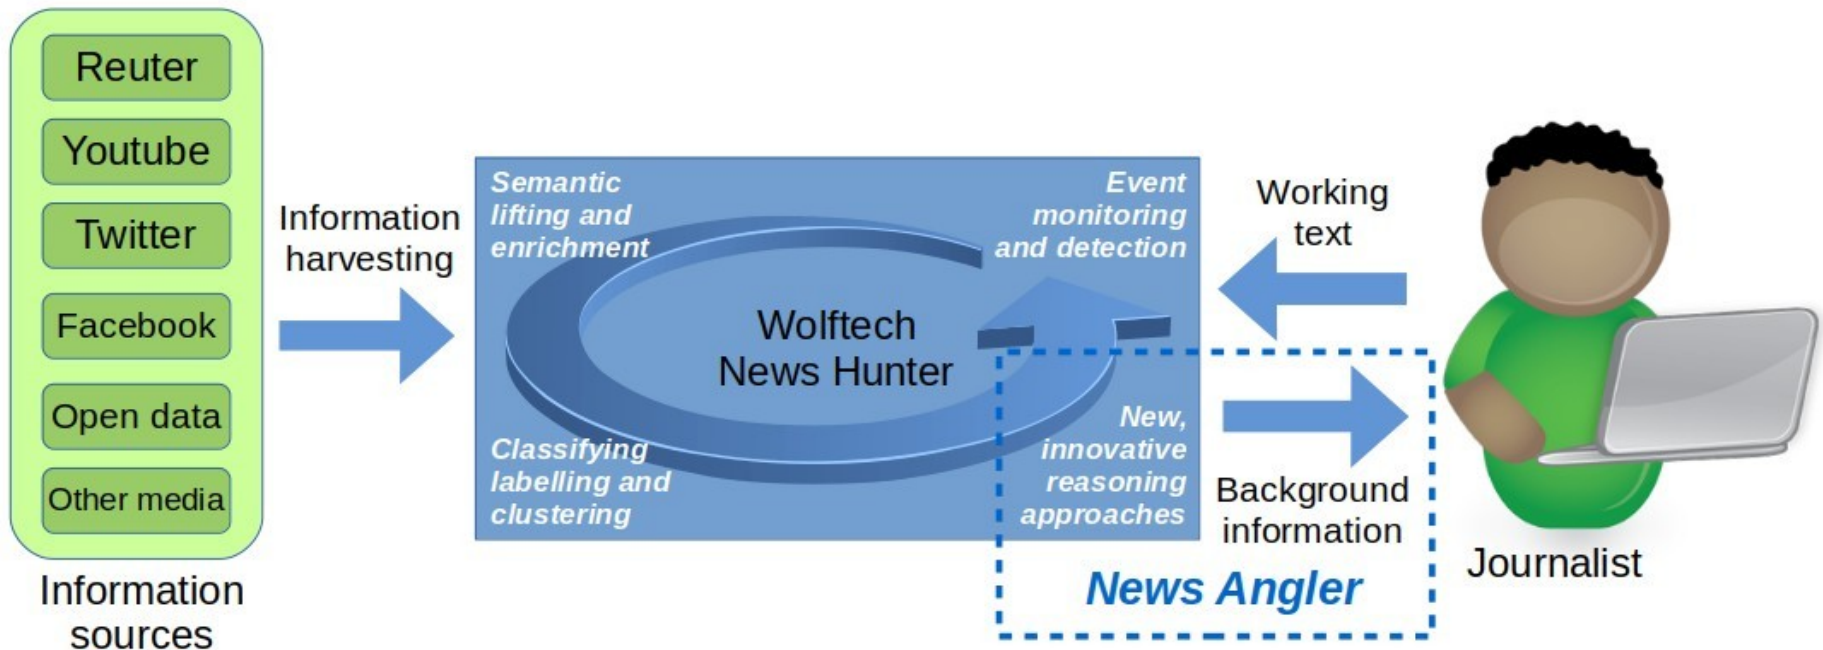 Reuter
Youtube
Twitter
Facebook
Open data
Other media
Information
sources
Information
harvesting
Semantic
lifting and
enrichment
Event
monitoring
and detection
Wolftech
News Hunter
Classifying
labelling and
clustering
New,
innovative
reasoning
approaches
Working
text
Background
information
News Angler
Journalist